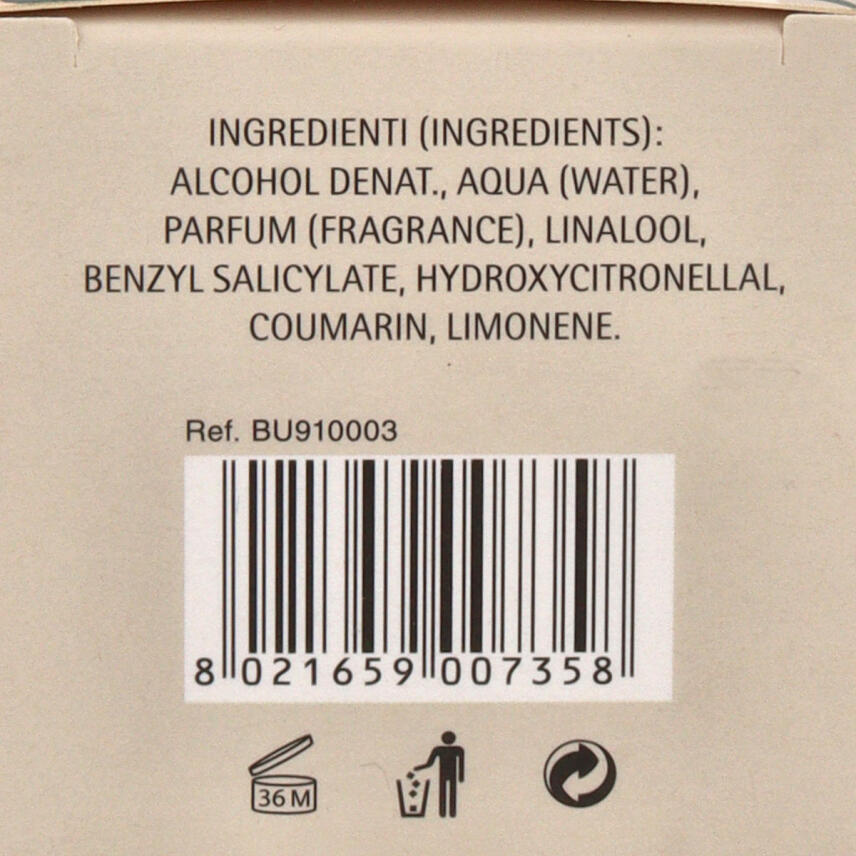 INGREDIENTI (INGREDIENTS):
ALCOHOL DENAT., AQUA (WATER),
PARFUM (FRAGRANCE), LINALOOL,
BENZYL SALICYLATE, HYDROXYCITRONELLAL,
COUMARIN, LIMONENE.
Ref. BU910003
8 021659 007358
36 M